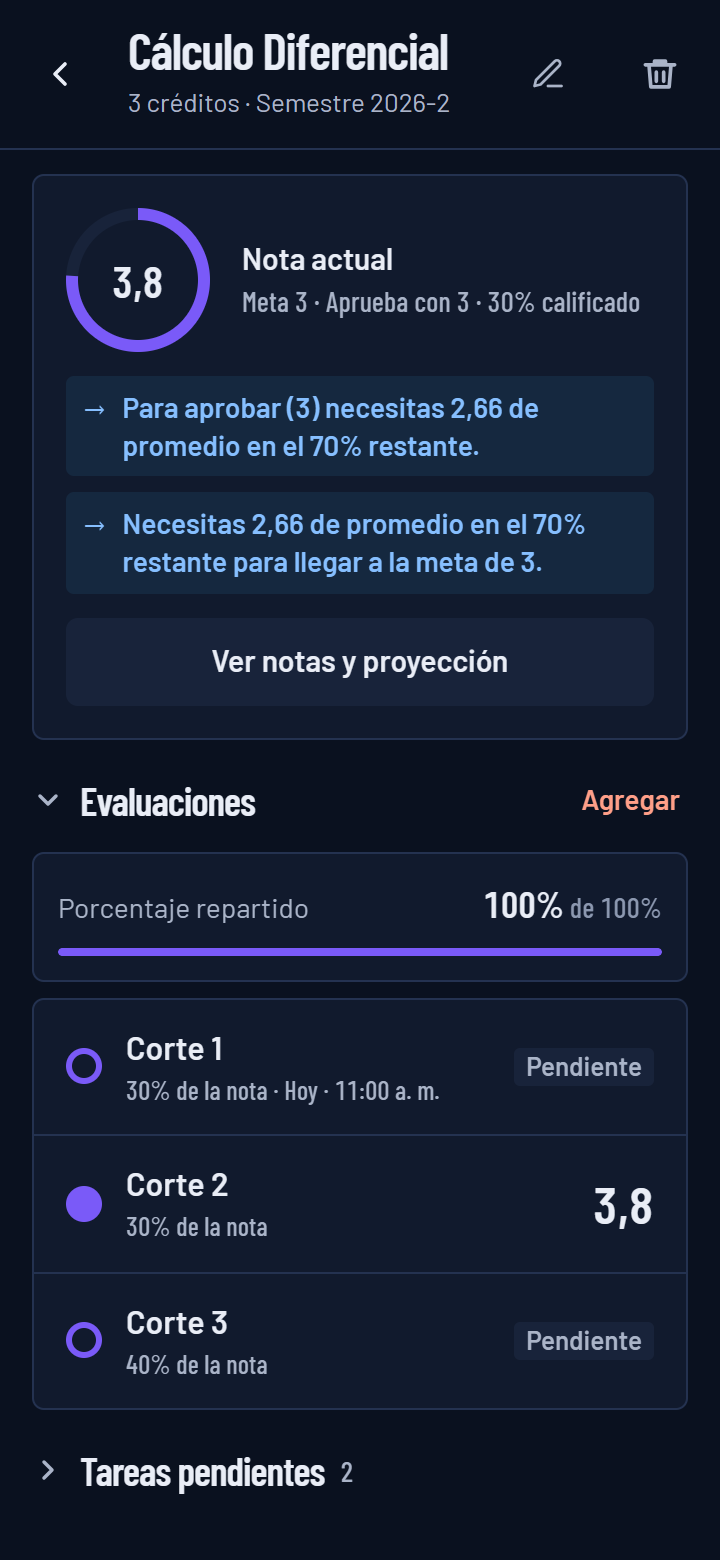 Cálculo Diferencial
3 créditos · Semestre 2026-2
3,8
Nota actual
Meta 3 · Aprueba con 3 · 30% calificado
→ Para aprobar (3) necesitas 2,66 de
promedio en el 70% restante.
→ Necesitas 2,66 de promedio en el 70%
restante para llegar a la meta de 3.
Ver notas y proyección
Evaluaciones
Agregar
Porcentaje repartido
100% de 100%
Corte 1
30% de la nota · Hoy · 11:00 a. m.
Pendiente
Corte 2
30% de la nota
3,8
Corte 3
40% de la nota
Pendiente
Tareas pendientes 2